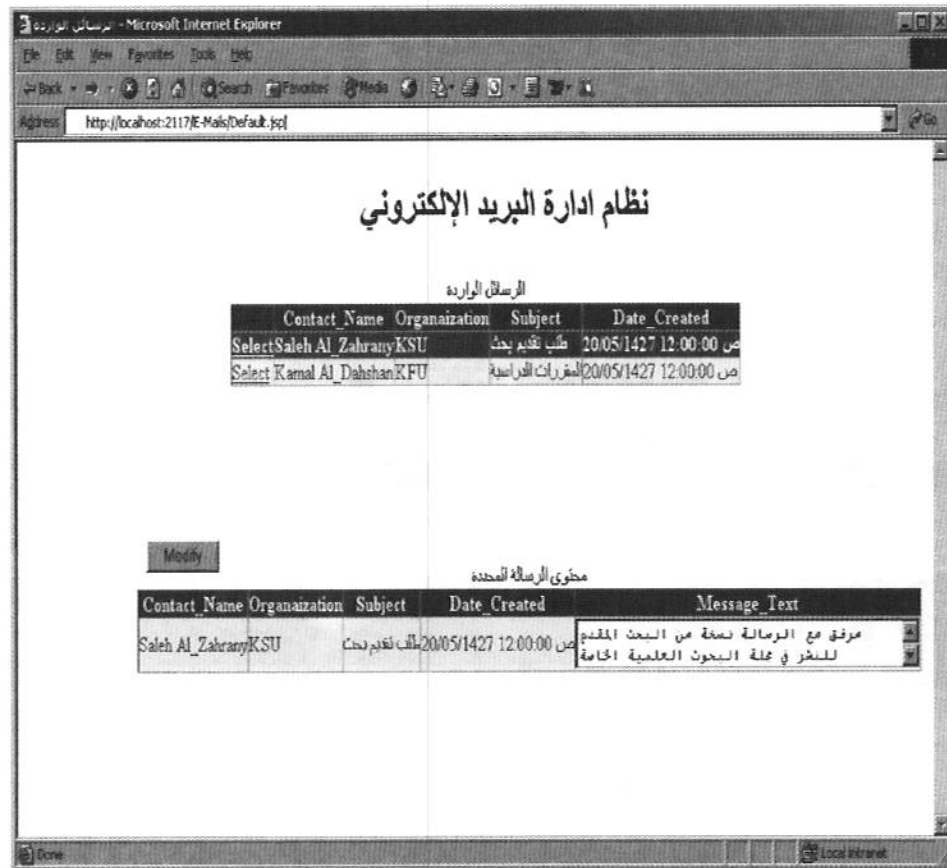 الرسائل الواردة - Microsoft Internet Explorer
File Edit View Favorites Tools Help
Back Search Favorites Media
Address http://localhost:2117/E-Mails/Default.jsp Go
نظام ادارة البريد الإلكتروني
الرسائل الواردة
Contact_Name Organaization Subject Date_Created
Select Saleh Al_Zahrany KSU طلب تقديم بحث 20/05/1427 12:00:00 ص
Select Kamal Al_Dahshan KFU المقررات الدراسية 20/05/1427 12:00:00 ص
Modify
محتوى الرسالة المحددة
Contact_Name Organaization Subject Date_Created Message_Text
Saleh Al_Zahrany KSU طلب تقديم بحث 20/05/1427 12:00:00 ص مرفق مع الرسالة نسخة من البحث المقدم
للنشر في مجلة البحوث العلمية الخاصة
Done Local intranet